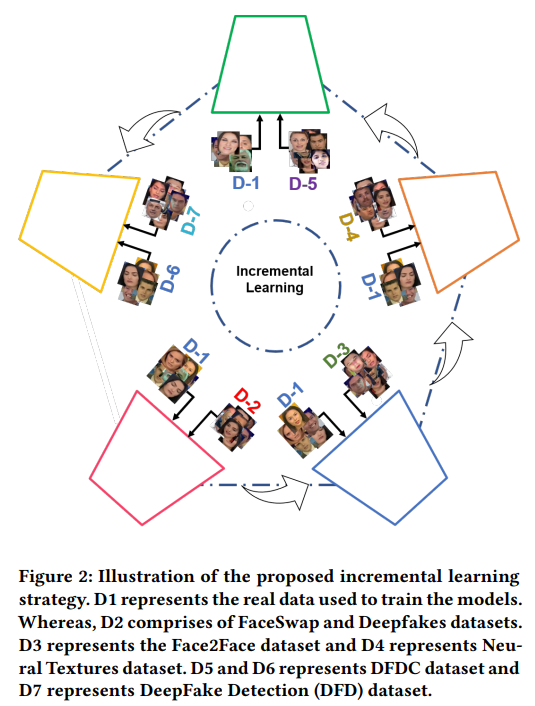 D-1
D-5
D-7
D-4
D-6
D-1
Incremental
Learning
D-1
D-3
D-2
D-1
Figure 2: Illustration of the proposed incremental learning
strategy. D1 represents the real data used to train the models.
Whereas, D2 comprises of FaceSwap and Deepfakes datasets.
D3 represents the Face2Face dataset and D4 represents Neu-
ral Textures dataset. D5 and D6 represents DFDC dataset and
D7 represents DeepFake Detection (DFD) dataset.